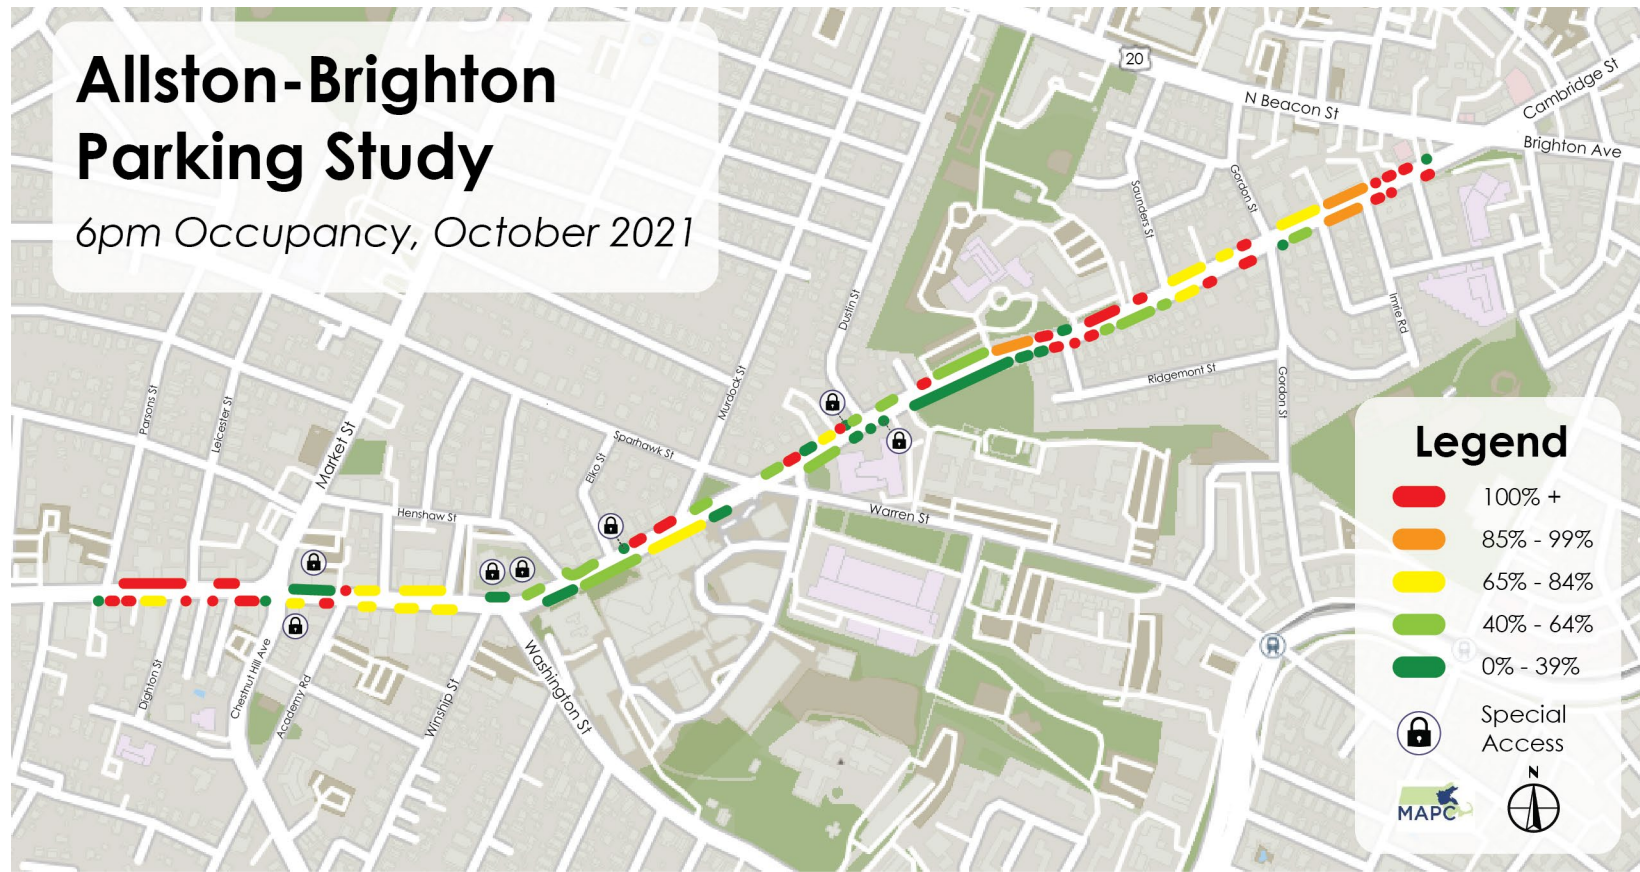 Allston-Brighton
Parking Study
6pm Occupancy, October 2021
20
N Beacon St
Cambridge St
Brighton Ave
Gordon St
Saunders St
Dustin St
Imrie Rd
Ridgemont St
Gordon St
Murdock St
Parsons St
Leicester St
Market St
Sparhawk St
Elko St
Henshaw St
Warren St
Washington St
Dighton St
Chestnut Hill Ave
Academy Rd
Winship St
Legend
100% +
85% - 99%
65% - 84%
40% - 64%
0% - 39%
Special
Access
N
MAPC